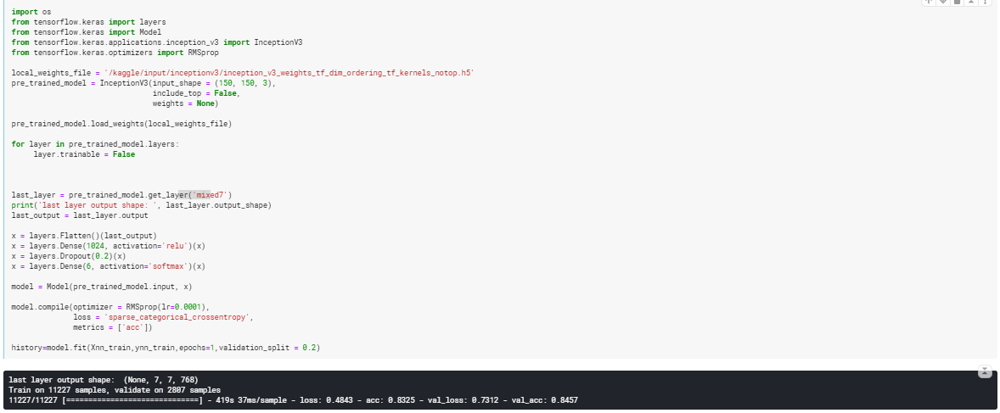 import os
from tensorflow.keras import layers
from tensorflow.keras import Model
from tensorflow.keras.applications.inception_v3 import InceptionV3
from tensorflow.keras.optimizers import RMSprop
local_weights_file = '/kaggle/input/inceptionv3/inception_v3_weights_tf_dim_ordering_tf_kernels_notop.h5'
pre_trained_model = InceptionV3(input_shape = (150, 150, 3),
include_top = False,
weights = None)
pre_trained_model.load_weights(local_weights_file)
for layer in pre_trained_model.layers:
layer.trainable = False
last_layer = pre_trained_model.get_layer('mixed7')
print('last layer output shape: ', last_layer.output_shape)
last_output = last_layer.output
x = layers.Flatten()(last_output)
x = layers.Dense(1024, activation='relu')(x)
x = layers.Dropout(0.2)(x)
x = layers.Dense(6, activation='softmax')(x)
model = Model(pre_trained_model.input, x)
model.compile(optimizer = RMSprop(lr=0.0001),
loss = 'sparse_categorical_crossentropy',
metrics = ['acc'])
history=model.fit(Xnn_train,ynn_train,epochs=1,validation_split = 0.2)
last layer output shape:  (None, 7, 7, 768)
Train on 11227 samples, validate on 2807 samples
11227/11227 [==============================] - 419s 37ms/sample - loss: 0.4843 - acc: 0.8325 - val_loss: 0.7312 - val_acc: 0.8457